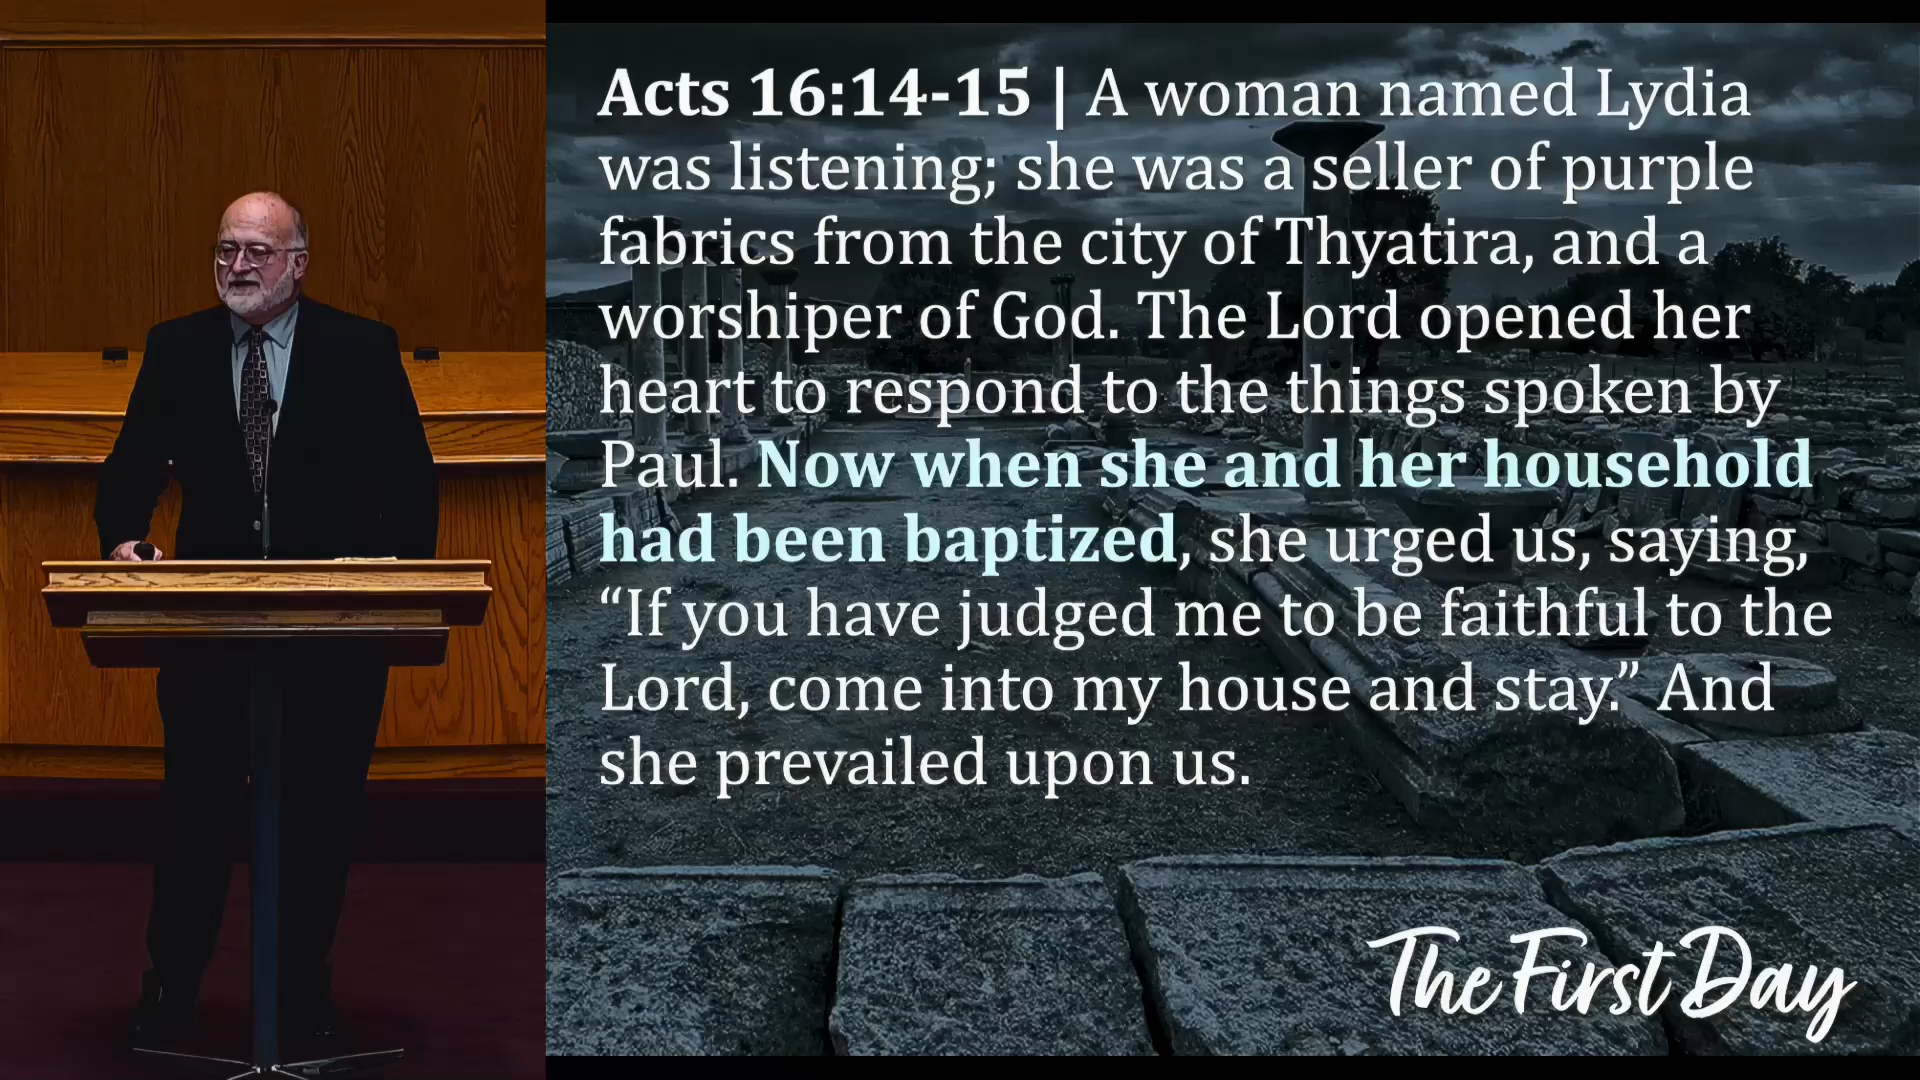 Acts 16:14-15 | A woman named Lydia
was listening; she was a seller of purple
fabrics from the city of Thyatira, and a
worshiper of God. The Lord opened her
heart to respond to the things spoken by
Paul. Now when she and her household
had been baptized, she urged us, saying,
“If you have judged me to be faithful to the
Lord, come into my house and stay.” And
she prevailed upon us.
The First Day